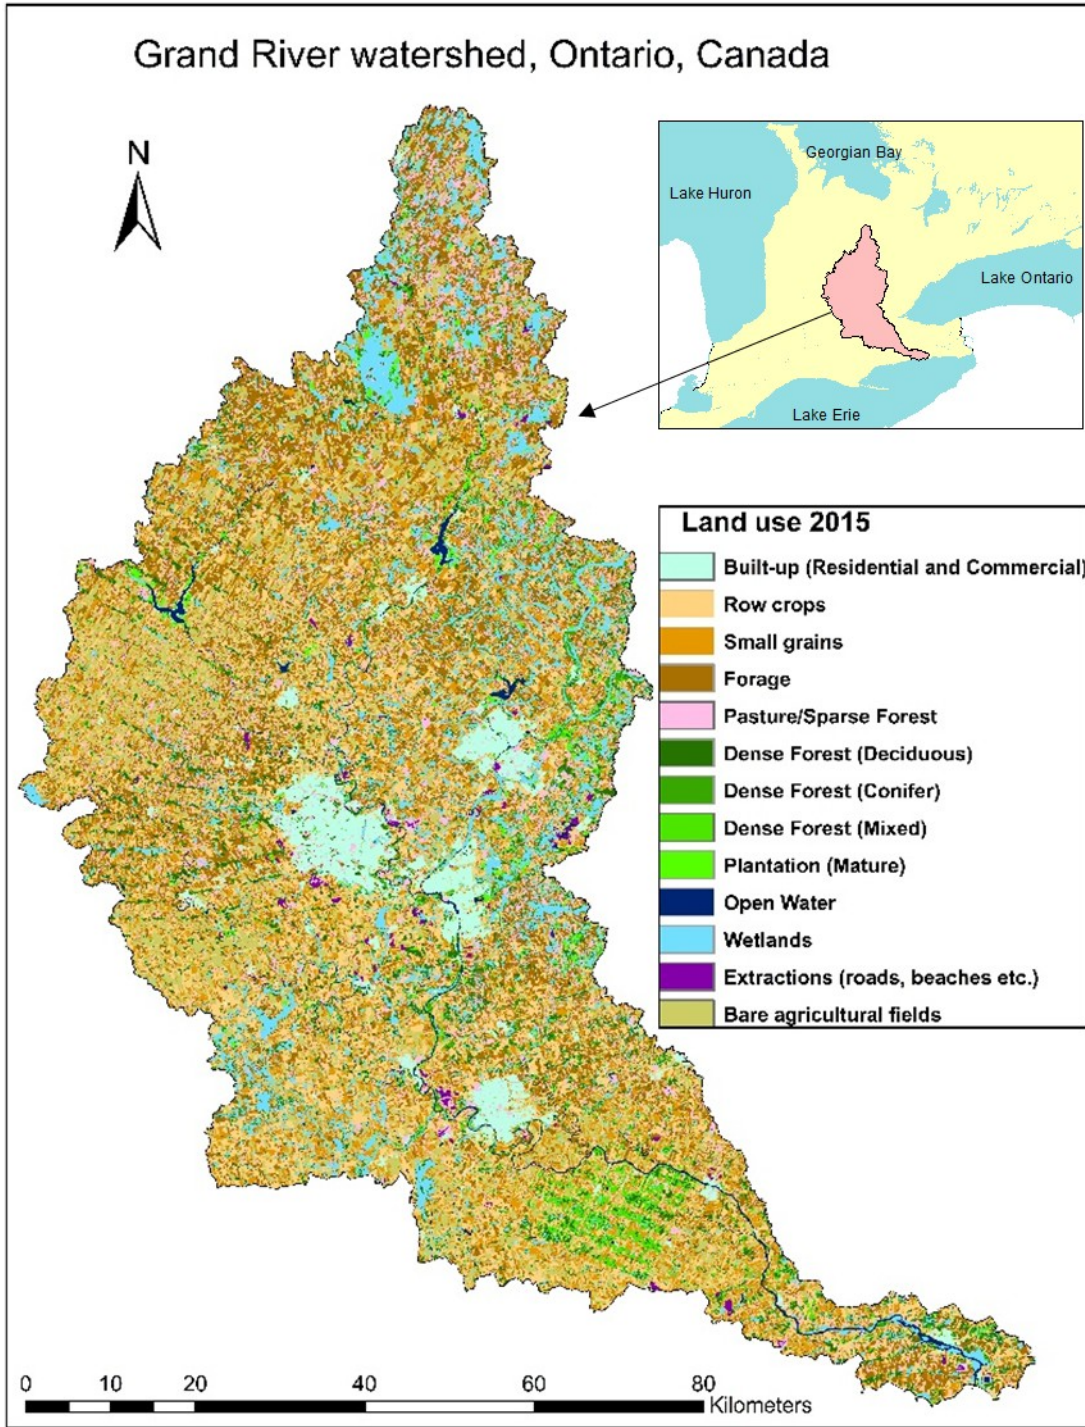 Grand River watershed, Ontario, Canada
N
Georgian Bay
Lake Huron
Lake Ontario
Lake Erie
Land use 2015
Built-up (Residential and Commercial)
Row crops
Small grains
Forage
Pasture/Sparse Forest
Dense Forest (Deciduous)
Dense Forest (Conifer)
Dense Forest (Mixed)
Plantation (Mature)
Open Water
Wetlands
Extractions (roads, beaches etc.)
Bare agricultural fields
0 10 20 40 60 80
Kilometers